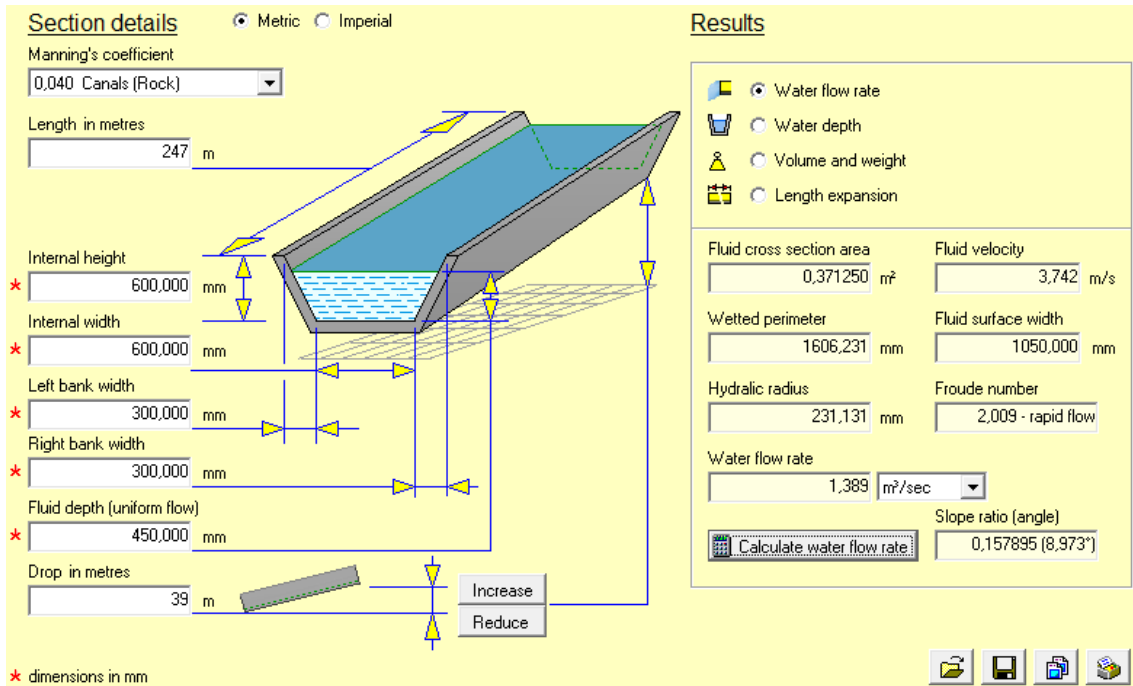 Section details
Metric
Imperial
Manning's coefficient
0,040 Canals (Rock)
Length in metres
247 m
Internal height
* 600,000 mm
Internal width
* 600,000 mm
Left bank width
* 300,000 mm
Right bank width
* 300,000 mm
Fluid depth (uniform flow)
* 450,000 mm
Drop in metres
39 m
Increase
Reduce
* dimensions in mm
Results
Water flow rate
Water depth
Volume and weight
Length expansion
Fluid cross section area
0,371250 m²
Fluid velocity
3,742 m/s
Wetted perimeter
1606,231 mm
Fluid surface width
1050,000 mm
Hydralic radius
231,131 mm
Froude number
2,009 - rapid flow
Water flow rate
1,389 m³/sec
Slope ratio (angle)
Calculate water flow rate
0,157895 (8,973°)